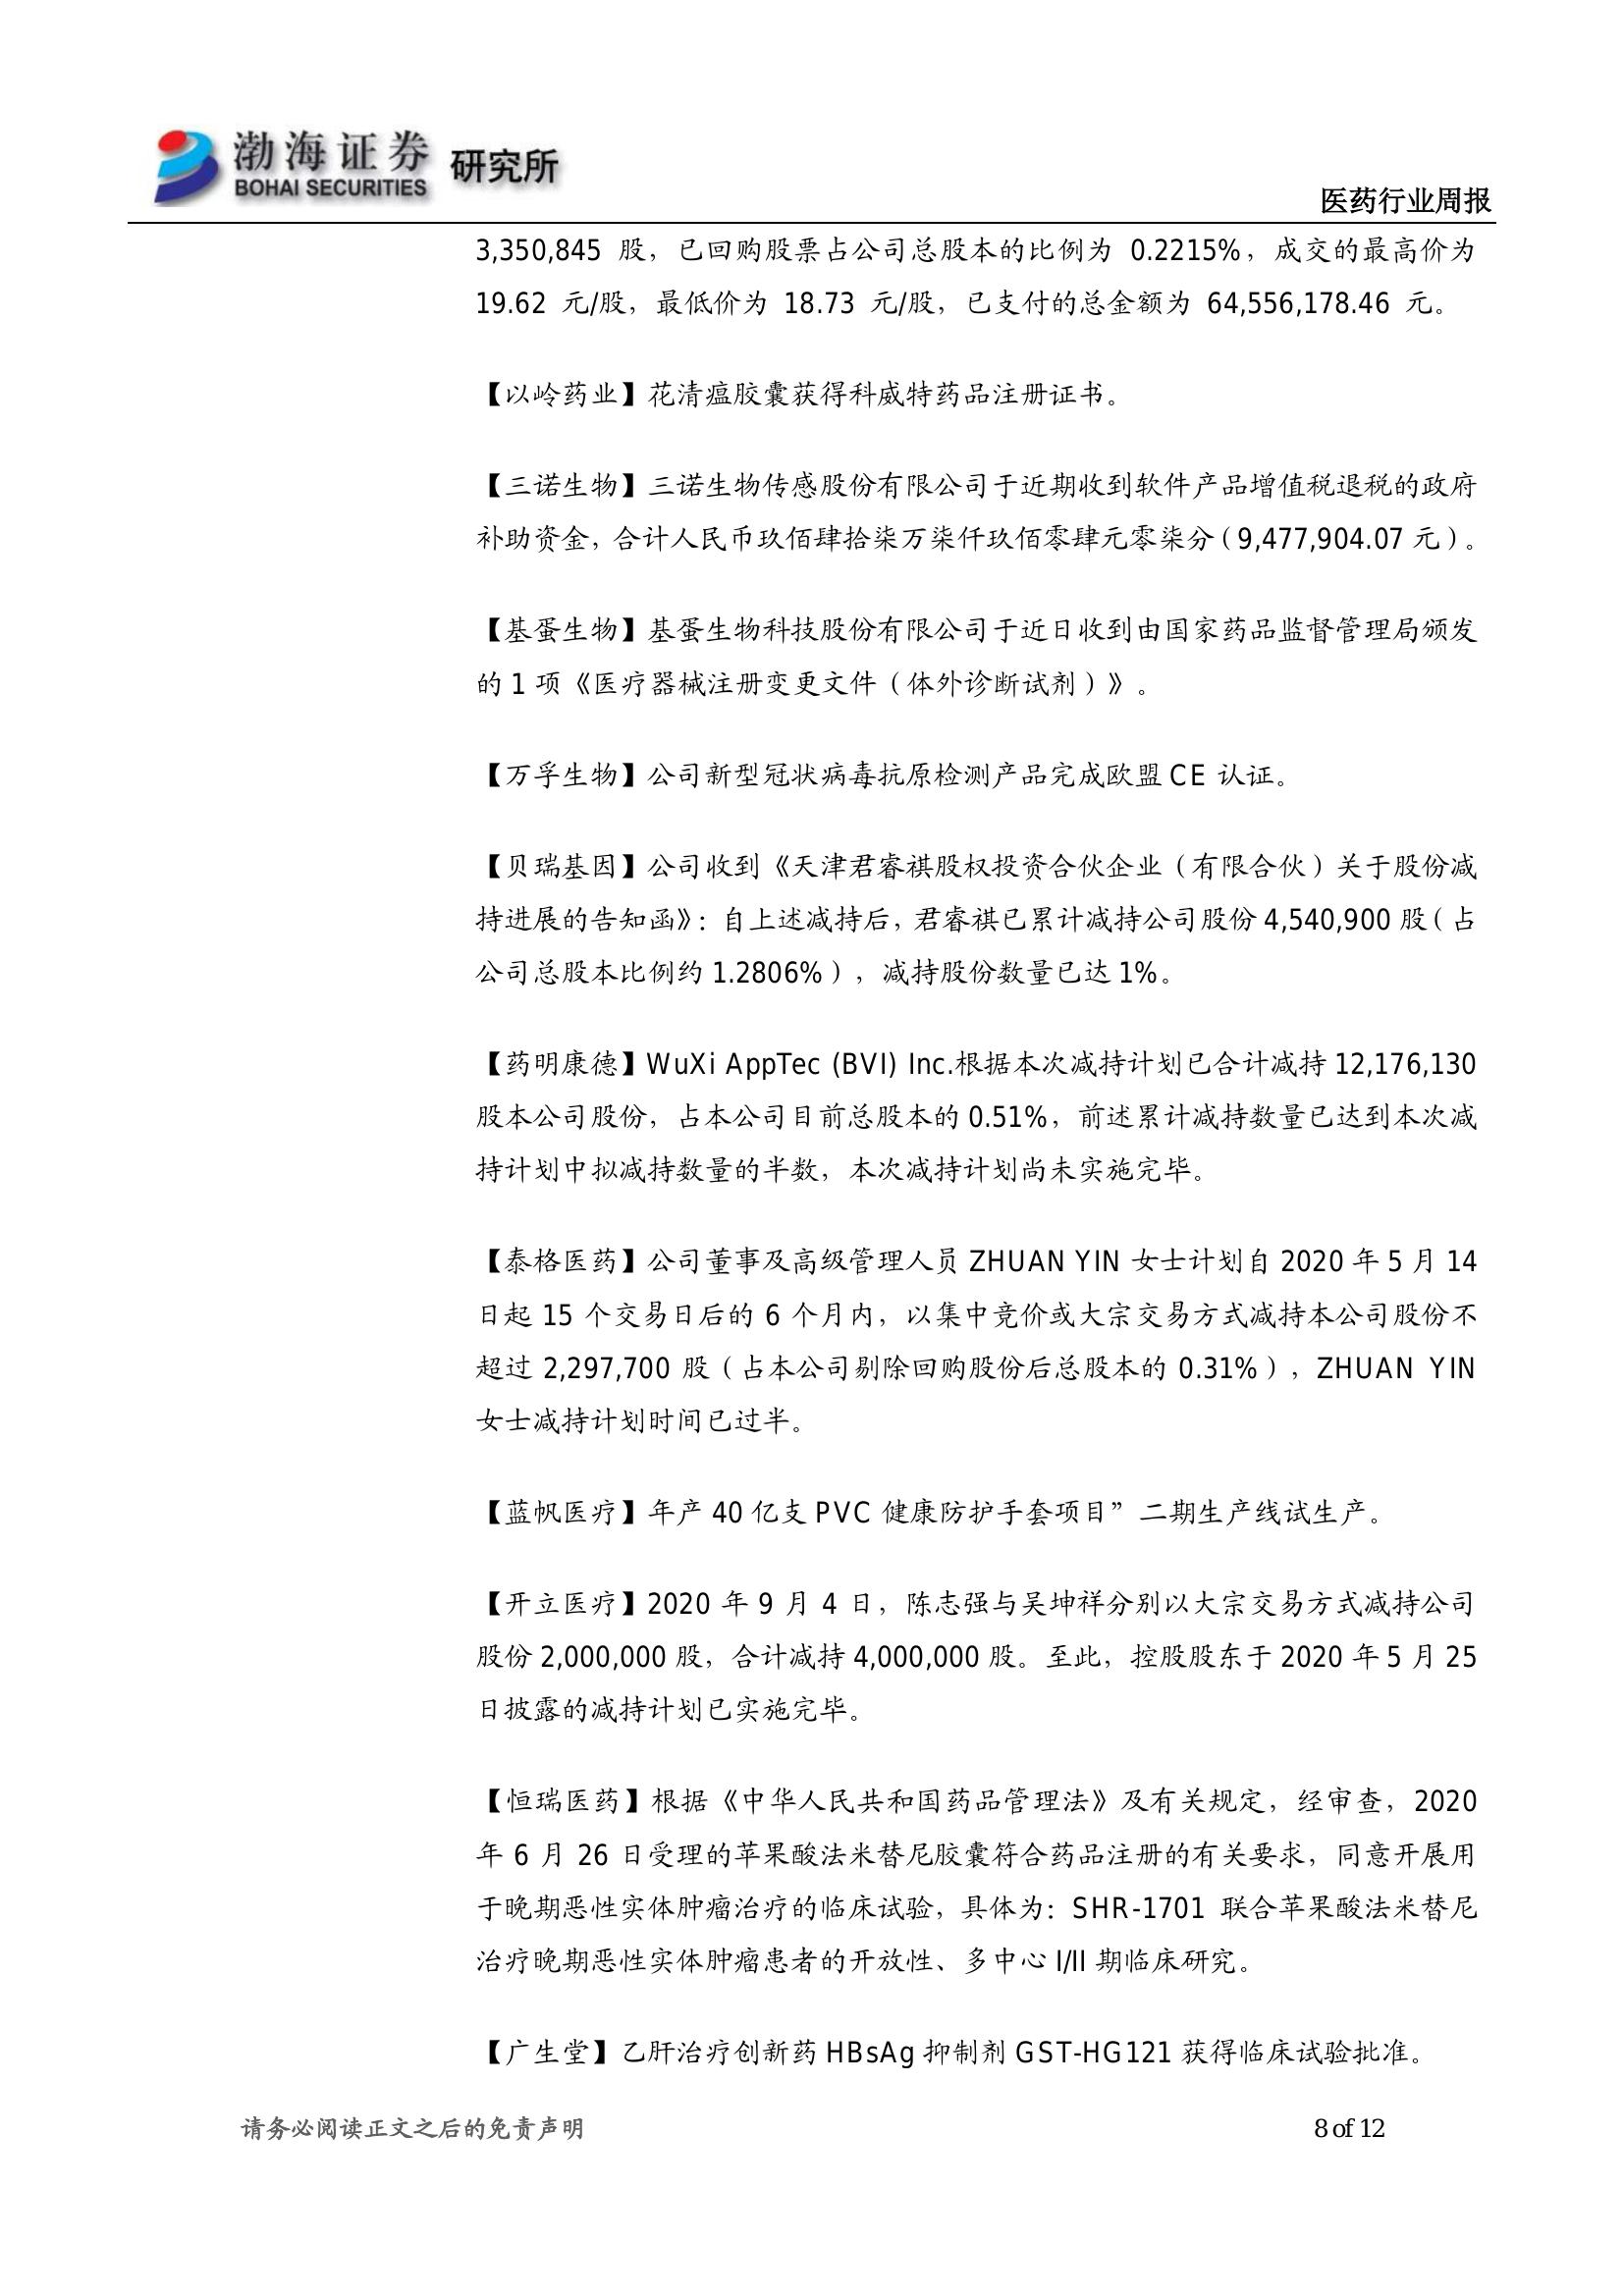 渤海证券 研究所
BOHAI SECURITIES
医药行业周报
3,350,845 股，已回购股票占公司总股本的比例为 0.2215%，成交的最高价为
19.62 元/股，最低价为 18.73 元/股，已支付的总金额为 64,556,178.46 元。
【以岭药业】花清瘟胶囊获得科威特药品注册证书。
【三诺生物】三诺生物传感股份有限公司于近期收到软件产品增值税退税的政府
补助资金，合计人民币玖佰肆拾柒万柒仟玖佰零肆元零柒分（9,477,904.07 元）。
【基蛋生物】基蛋生物科技股份有限公司于近日收到由国家药品监督管理局颁发
的 1 项《医疗器械注册变更文件（体外诊断试剂）》。
【万孚生物】公司新型冠状病毒抗原检测产品完成欧盟 CE 认证。
【贝瑞基因】公司收到《天津君睿祺股权投资合伙企业（有限合伙）关于股份减
持进展的告知函》：自上述减持后，君睿祺已累计减持公司股份 4,540,900 股（占
公司总股本比例约 1.2806%），减持股份数量已达 1%。
【药明康德】WuXi AppTec (BVI) Inc.根据本次减持计划已合计减持 12,176,130
股本公司股份，占本公司目前总股本的 0.51%，前述累计减持数量已达到本次减
持计划中拟减持数量的半数，本次减持计划尚未实施完毕。
【泰格医药】公司董事及高级管理人员 ZHUAN YIN 女士计划自 2020 年 5 月 14
日起 15 个交易日后的 6 个月内，以集中竞价或大宗交易方式减持本公司股份不
超过 2,297,700 股（占本公司剔除回购股份后总股本的 0.31%），ZHUAN YIN
女士减持计划时间已过半。
【蓝帆医疗】年产 40 亿支 PVC 健康防护手套项目”二期生产线试生产。
【开立医疗】2020 年 9 月 4 日，陈志强与吴坤祥分别以大宗交易方式减持公司
股份 2,000,000 股，合计减持 4,000,000 股。至此，控股股东于 2020 年 5 月 25
日披露的减持计划已实施完毕。
【恒瑞医药】根据《中华人民共和国药品管理法》及有关规定，经审查，2020
年 6 月 26 日受理的苹果酸法米替尼胶囊符合药品注册的有关要求，同意开展用
于晚期恶性实体肿瘤治疗的临床试验，具体为：SHR-1701 联合苹果酸法米替尼
治疗晚期恶性实体肿瘤患者的开放性、多中心 I/II 期临床研究。
【广生堂】乙肝治疗创新药 HBsAg 抑制剂 GST-HG121 获得临床试验批准。
请务必阅读正文之后的免责声明
8 of 12